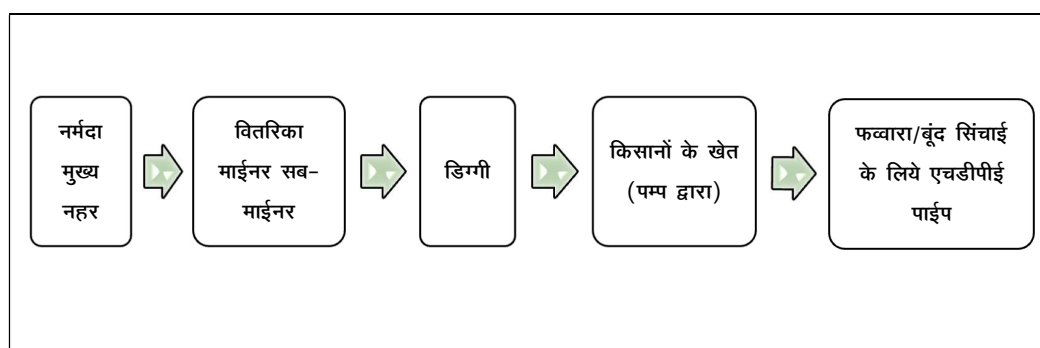 नर्मदा
मुख्य
नहर
वितरिका
माईनर सब-
माईनर
डिग्गी
किसानों के खेत
(पम्प द्वारा)
फव्वारा/बूंद सिंचाई
के लिये एचडीपीई
पाईप